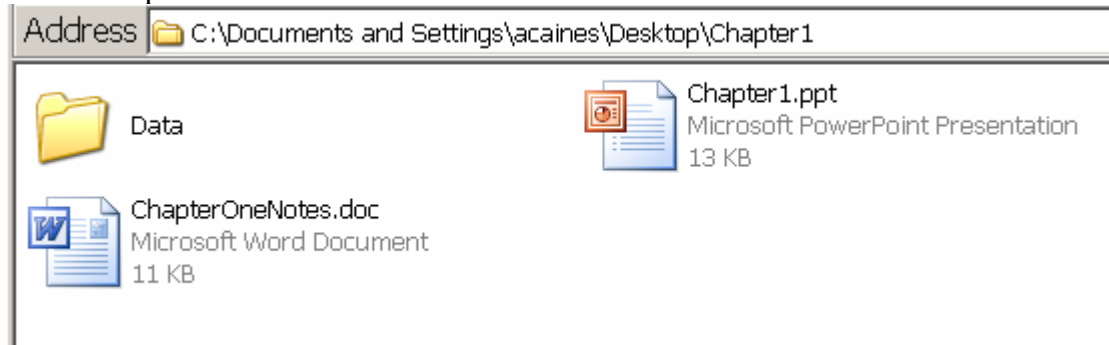 Address C:\Documents and Settings\acaines\Desktop\Chapter1
Data
Chapter1.ppt
Microsoft PowerPoint Presentation
13 KB
ChapterOneNotes.doc
Microsoft Word Document
11 KB